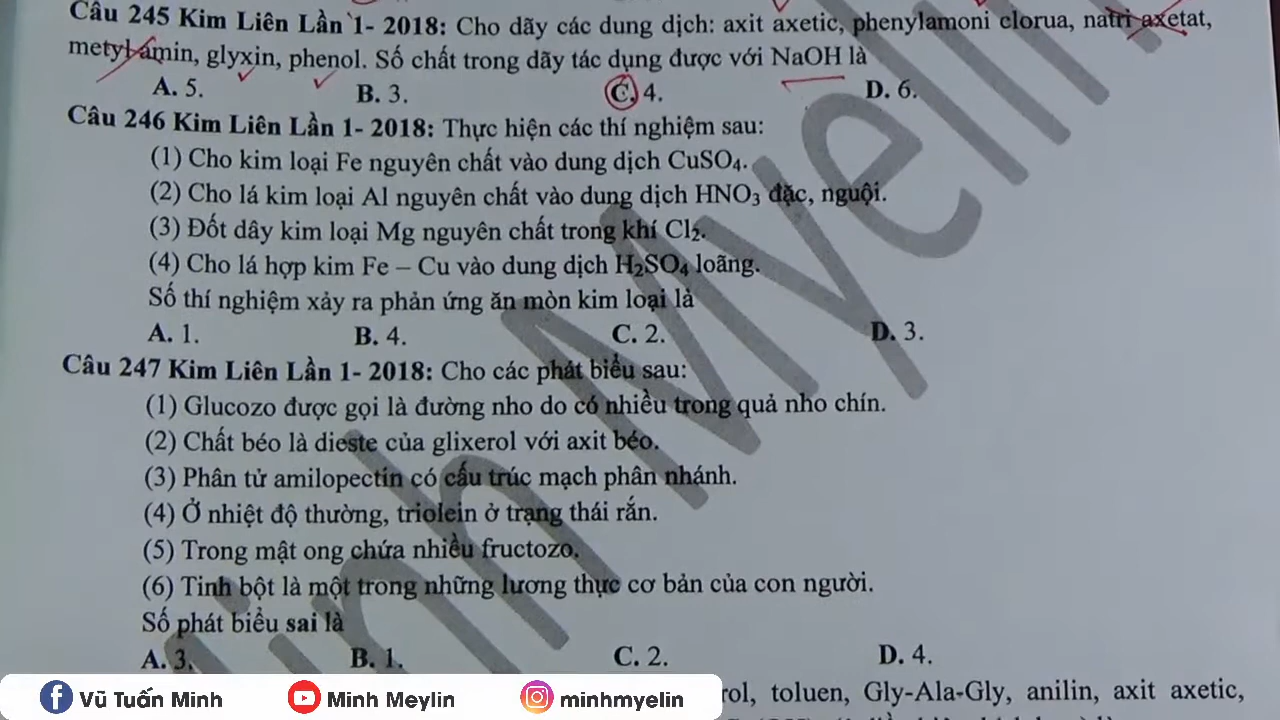 Câu 245 Kim Liên Lần 1- 2018: Cho dãy các dung dịch: axit axetic, phenylamoni clorua, natri axetat,
metyl amin, glyxin, phenol. Số chất trong dãy tác dụng được với NaOH là
A. 5. B. 3. C. 4. D. 6.
Câu 246 Kim Liên Lần 1- 2018: Thực hiện các thí nghiệm sau:
(1) Cho kim loại Fe nguyên chất vào dung dịch CuSO₄.
(2) Cho lá kim loại Al nguyên chất vào dung dịch HNO₃ đặc, nguội.
(3) Đốt dây kim loại Mg nguyên chất trong khí Cl₂.
(4) Cho lá hợp kim Fe – Cu vào dung dịch H₂SO₄ loãng.
Số thí nghiệm xảy ra phản ứng ăn mòn kim loại là
A. 1. B. 4. C. 2. D. 3.
Câu 247 Kim Liên Lần 1- 2018: Cho các phát biểu sau:
(1) Glucozo được gọi là đường nho do có nhiều trong quả nho chín.
(2) Chất béo là dieste của glixerol với axit béo.
(3) Phân tử amilopectin có cấu trúc mạch phân nhánh.
(4) Ở nhiệt độ thường, triolein ở trạng thái rắn.
(5) Trong mật ong chứa nhiều fructozo.
(6) Tinh bột là một trong những lương thực cơ bản của con người.
Số phát biểu sai là
A. 3. B. 1. C. 2. D. 4.
rol, toluen, Gly-Ala-Gly, anilin, axit axetic,
Vũ Tuấn Minh Minh Meylin minhmyelin
inh Myelin